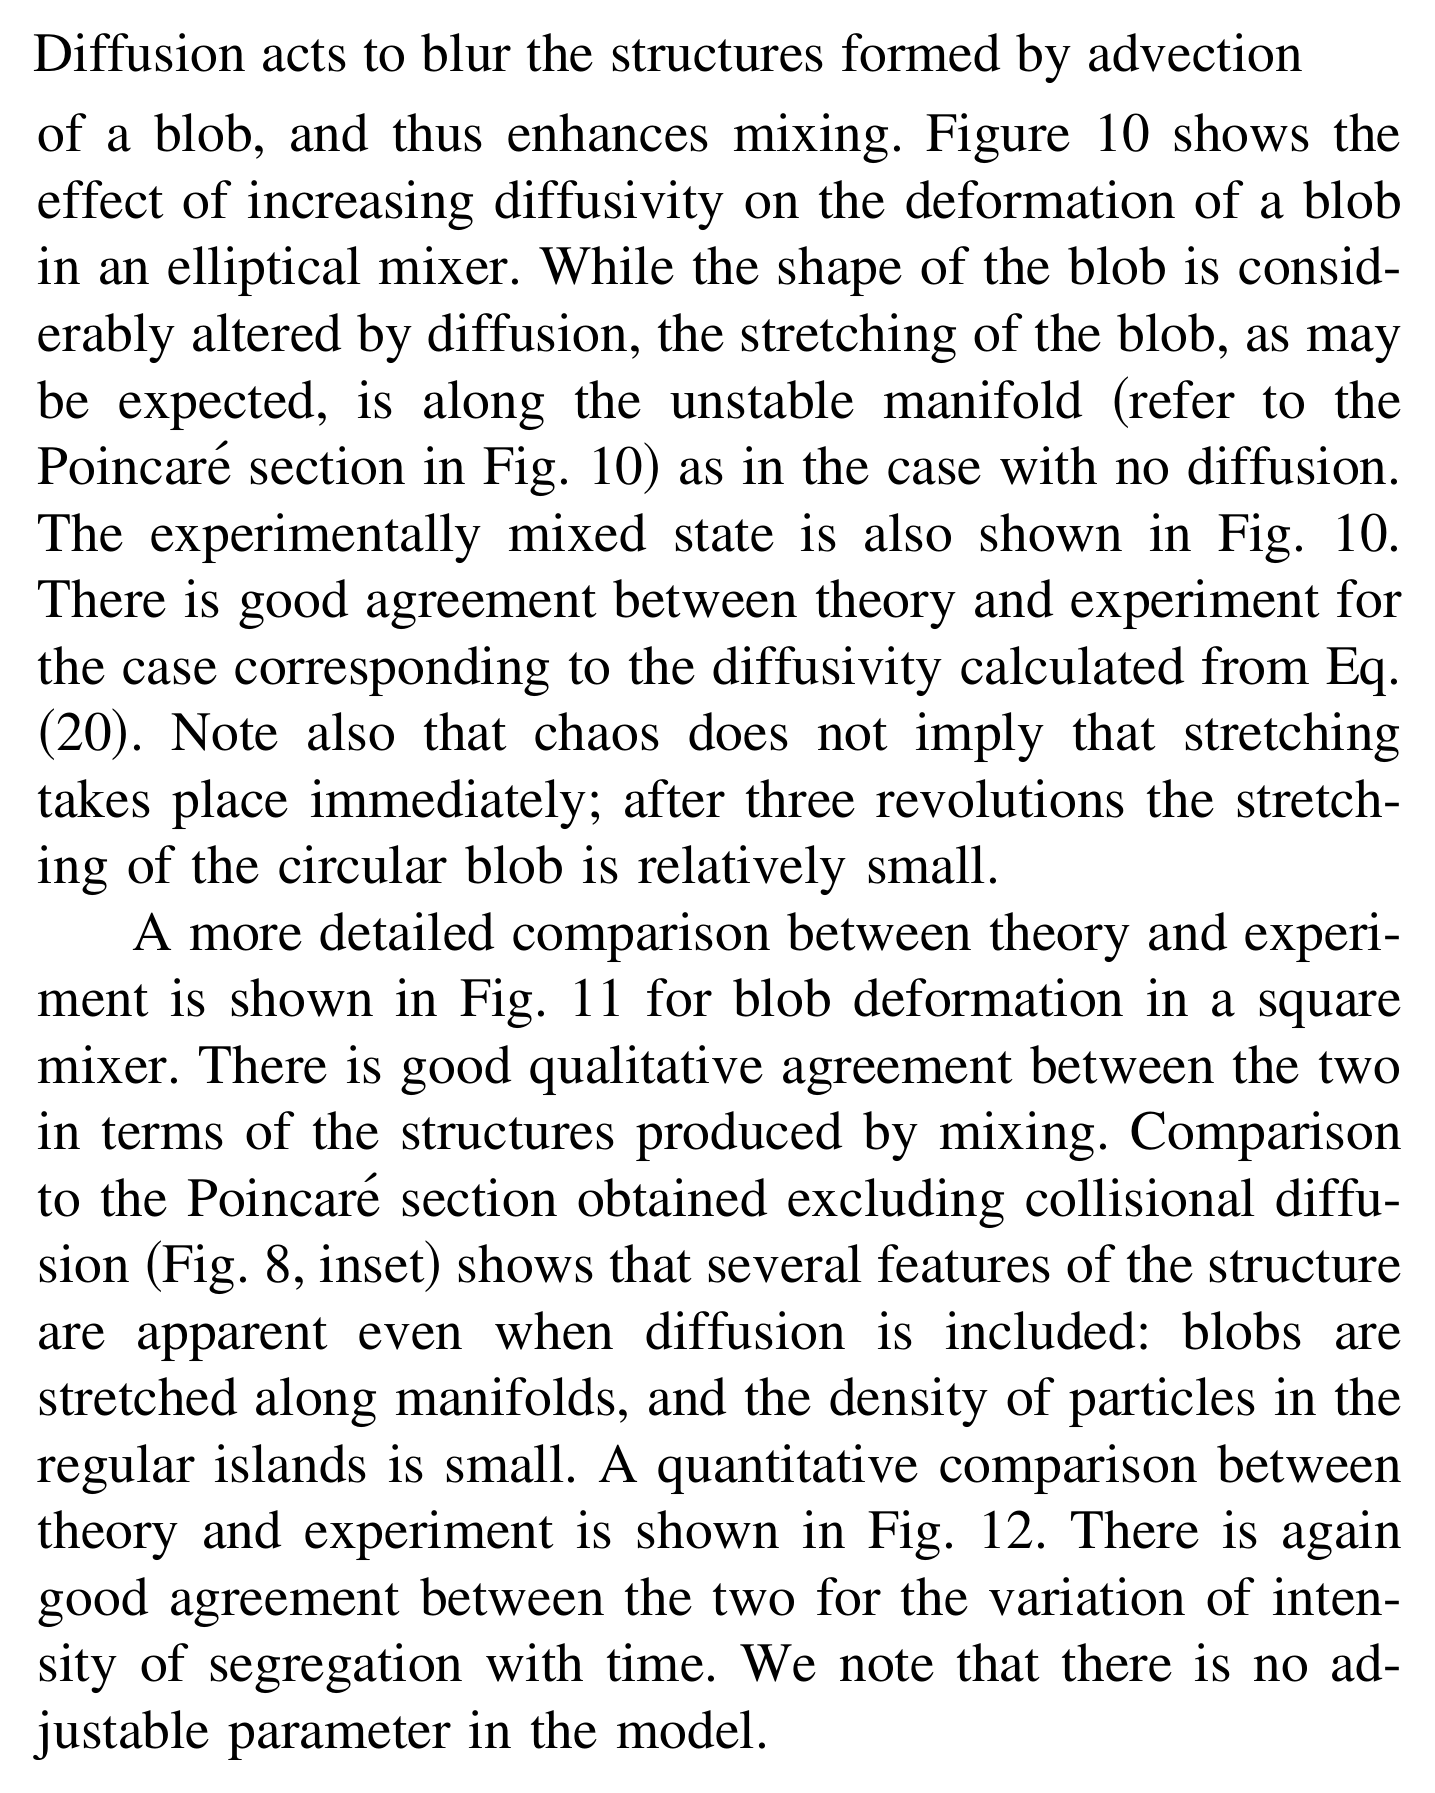 Diffusion acts to blur the structures formed by advection
of a blob, and thus enhances mixing. Figure 10 shows the
effect of increasing diffusivity on the deformation of a blob
in an elliptical mixer. While the shape of the blob is consid-
erably altered by diffusion, the stretching of the blob, as may
be expected, is along the unstable manifold (refer to the
Poincaré section in Fig. 10) as in the case with no diffusion.
The experimentally mixed state is also shown in Fig. 10.
There is good agreement between theory and experiment for
the case corresponding to the diffusivity calculated from Eq.
(20). Note also that chaos does not imply that stretching
takes place immediately; after three revolutions the stretch-
ing of the circular blob is relatively small.
A more detailed comparison between theory and experi-
ment is shown in Fig. 11 for blob deformation in a square
mixer. There is good qualitative agreement between the two
in terms of the structures produced by mixing. Comparison
to the Poincaré section obtained excluding collisional diffu-
sion (Fig. 8, inset) shows that several features of the structure
are apparent even when diffusion is included: blobs are
stretched along manifolds, and the density of particles in the
regular islands is small. A quantitative comparison between
theory and experiment is shown in Fig. 12. There is again
good agreement between the two for the variation of inten-
sity of segregation with time. We note that there is no ad-
justable parameter in the model.